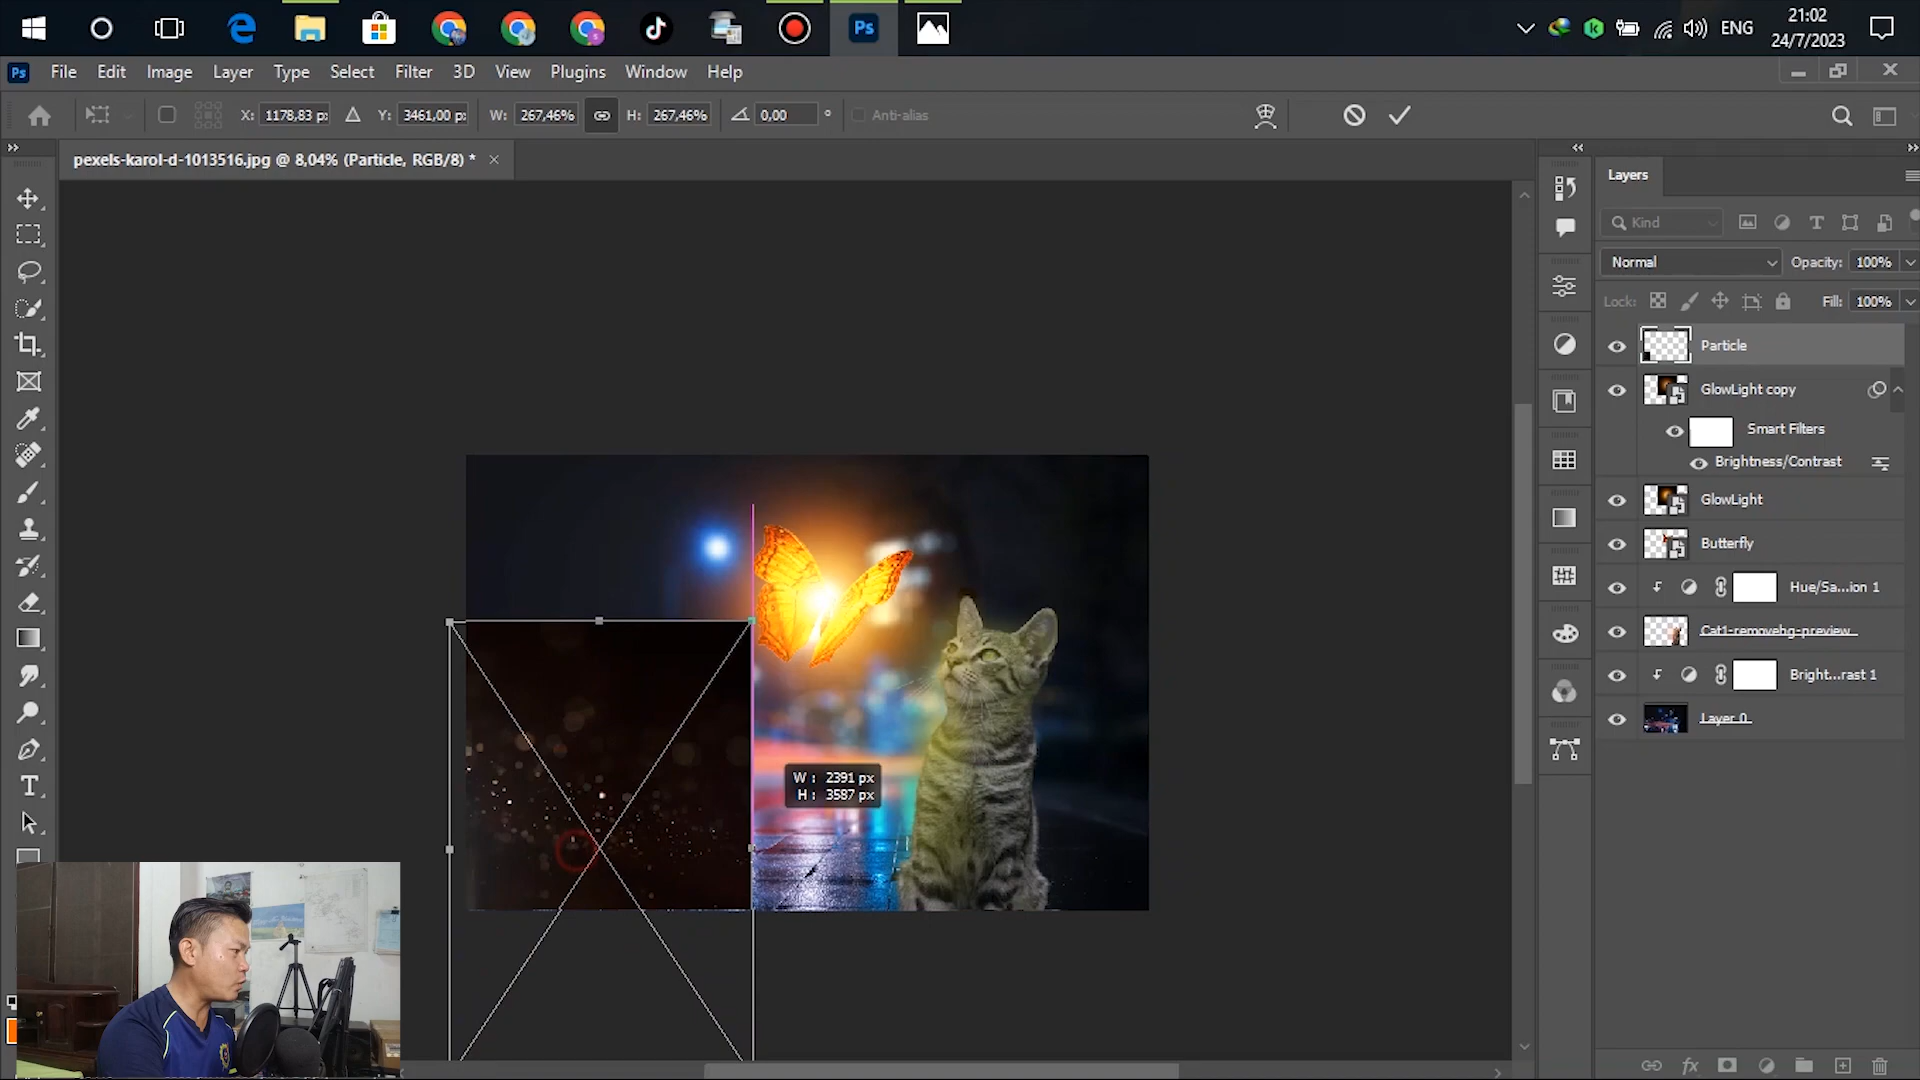 ENG
21:02
24/7/2023
Ps
Ps
File
Edit
Image
Layer
Type
Select
Filter
3D
View
Plugins
Window
Help
X: 1178,83 p:
Y: 3461,00 p:
W: 267,46%
H: 267,46%
0,00 °
Anti-alias
pexels-karol-d-1013516.jpg @ 8,04% (Particle, RGB/8) *
W : 2391 px
H : 3587 px
Layers
Kind
Normal
Opacity: 100%
Lock:
Fill: 100%
Particle
GlowLight copy
Smart Filters
Brightness/Contrast
GlowLight
Butterfly
Hue/Sa...ion 1
Cat1-removebg-preview
Bright...rast 1
Layer 0
fx